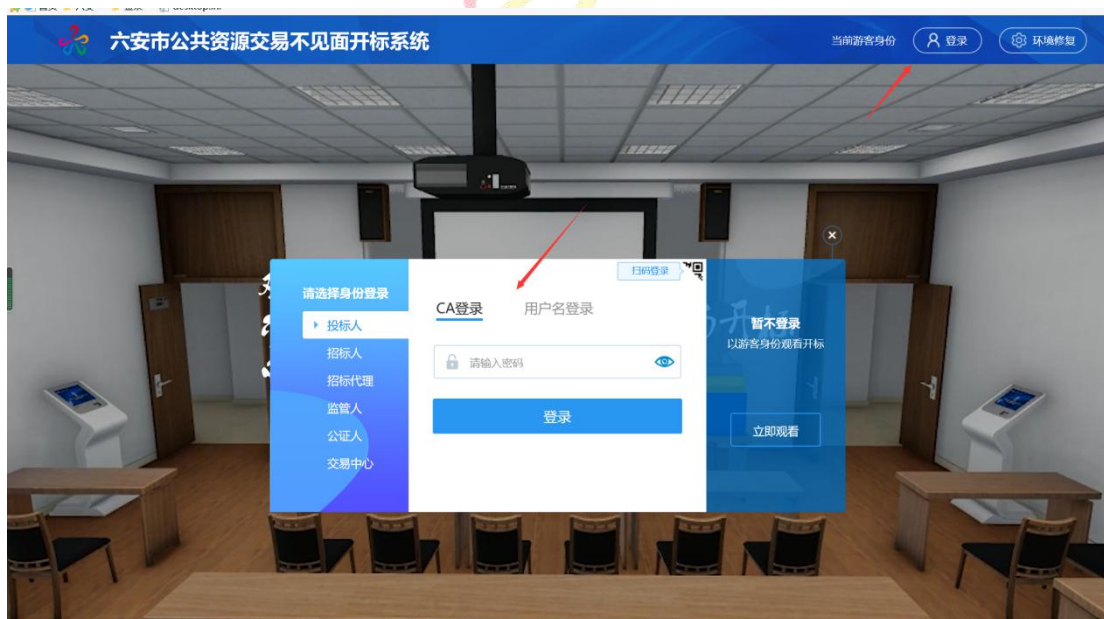 六安市公共资源交易不见面开标系统
当前游客身份
登录
环境修复
请选择身份登录
投标人
招标人
招标代理
监管人
公证人
交易中心
扫码登录
CA登录
用户名登录
请输入密码
登录
暂不登录
以游客身份观看开标
立即观看